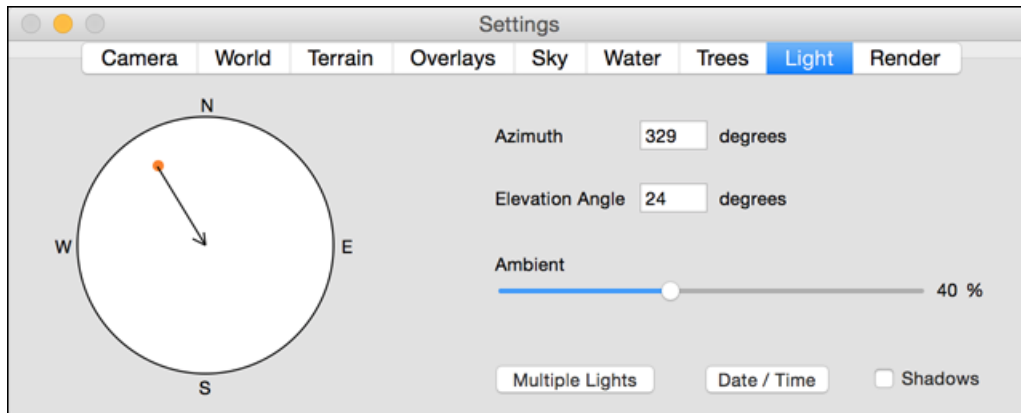 Settings
Camera World Terrain Overlays Sky Water Trees Light Render
N
W
E
S
Azimuth 329 degrees
Elevation Angle 24 degrees
Ambient
40 %
Multiple Lights Date / Time Shadows